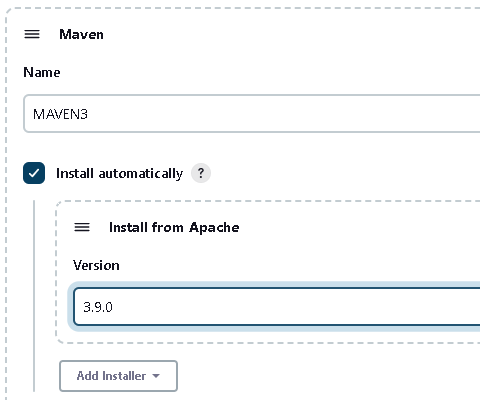 Maven
Name
MAVEN3
Install automatically ?
Install from Apache
Version
3.9.0
Add Installer